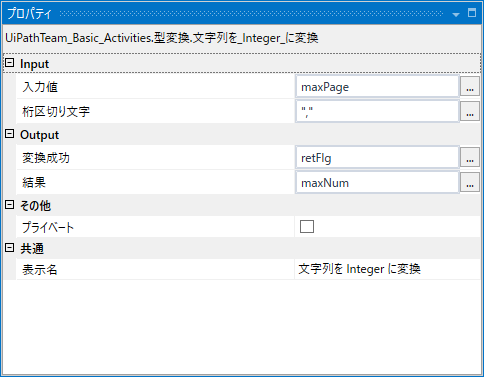 プロパティ
UiPathTeam_Basic_Activities.型変換.文字列を_Integer_に変換
Input
入力値 maxPage ...
桁区切り文字 "," ...
Output
変換成功 retFlg ...
結果 maxNum ...
その他
プライベート
共通
表示名 文字列を Integer に変換